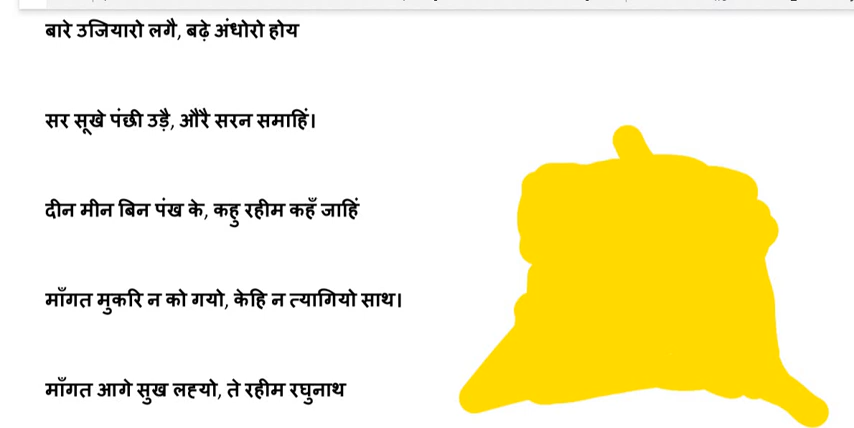 बारे उजियारो लगै, बढ़े अंधोरो होय
सर सूखे पंछी उड़ै, औरै सरन समाहिं।
दीन मीन बिन पंख के, कहु रहीम कहँ जाहिं
माँगत मुकरि न को गयो, केहि न त्यागियो साथ।
माँगत आगे सुख लह्यो, ते रहीम रघुनाथ